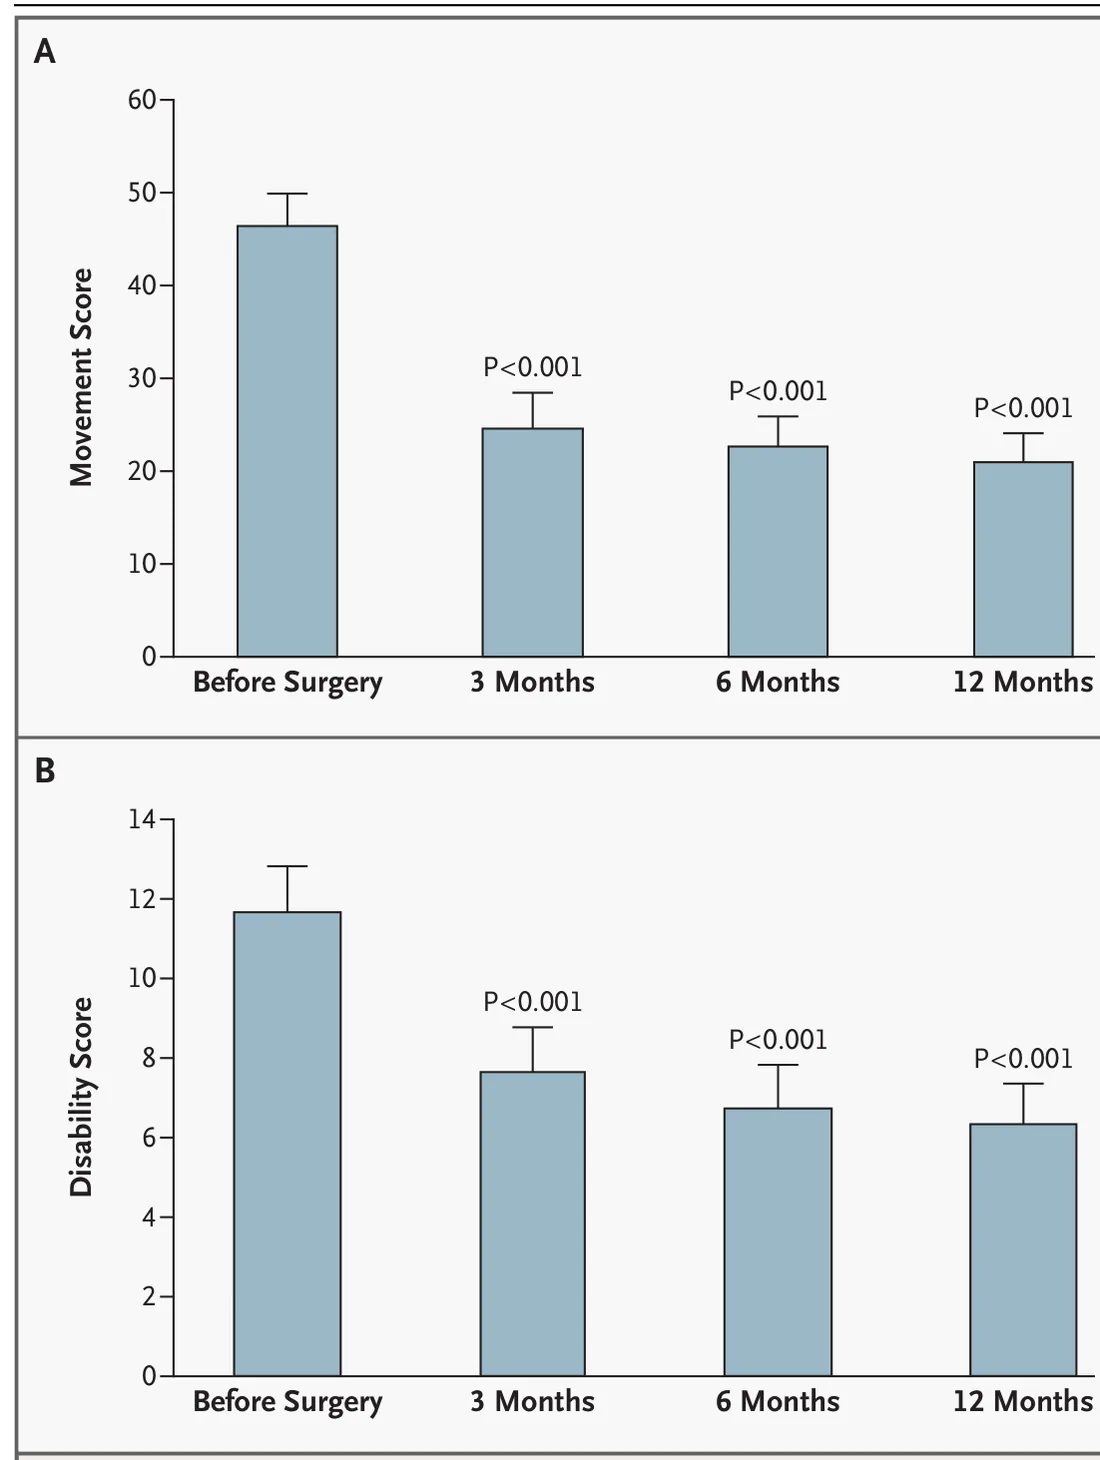 A
60
50
40
30
20
10
0
Movement Score
P<0.001
P<0.001
P<0.001
Before Surgery 3 Months 6 Months 12 Months
B
14
12
10
8
6
4
2
0
Disability Score
P<0.001
P<0.001
P<0.001
Before Surgery 3 Months 6 Months 12 Months